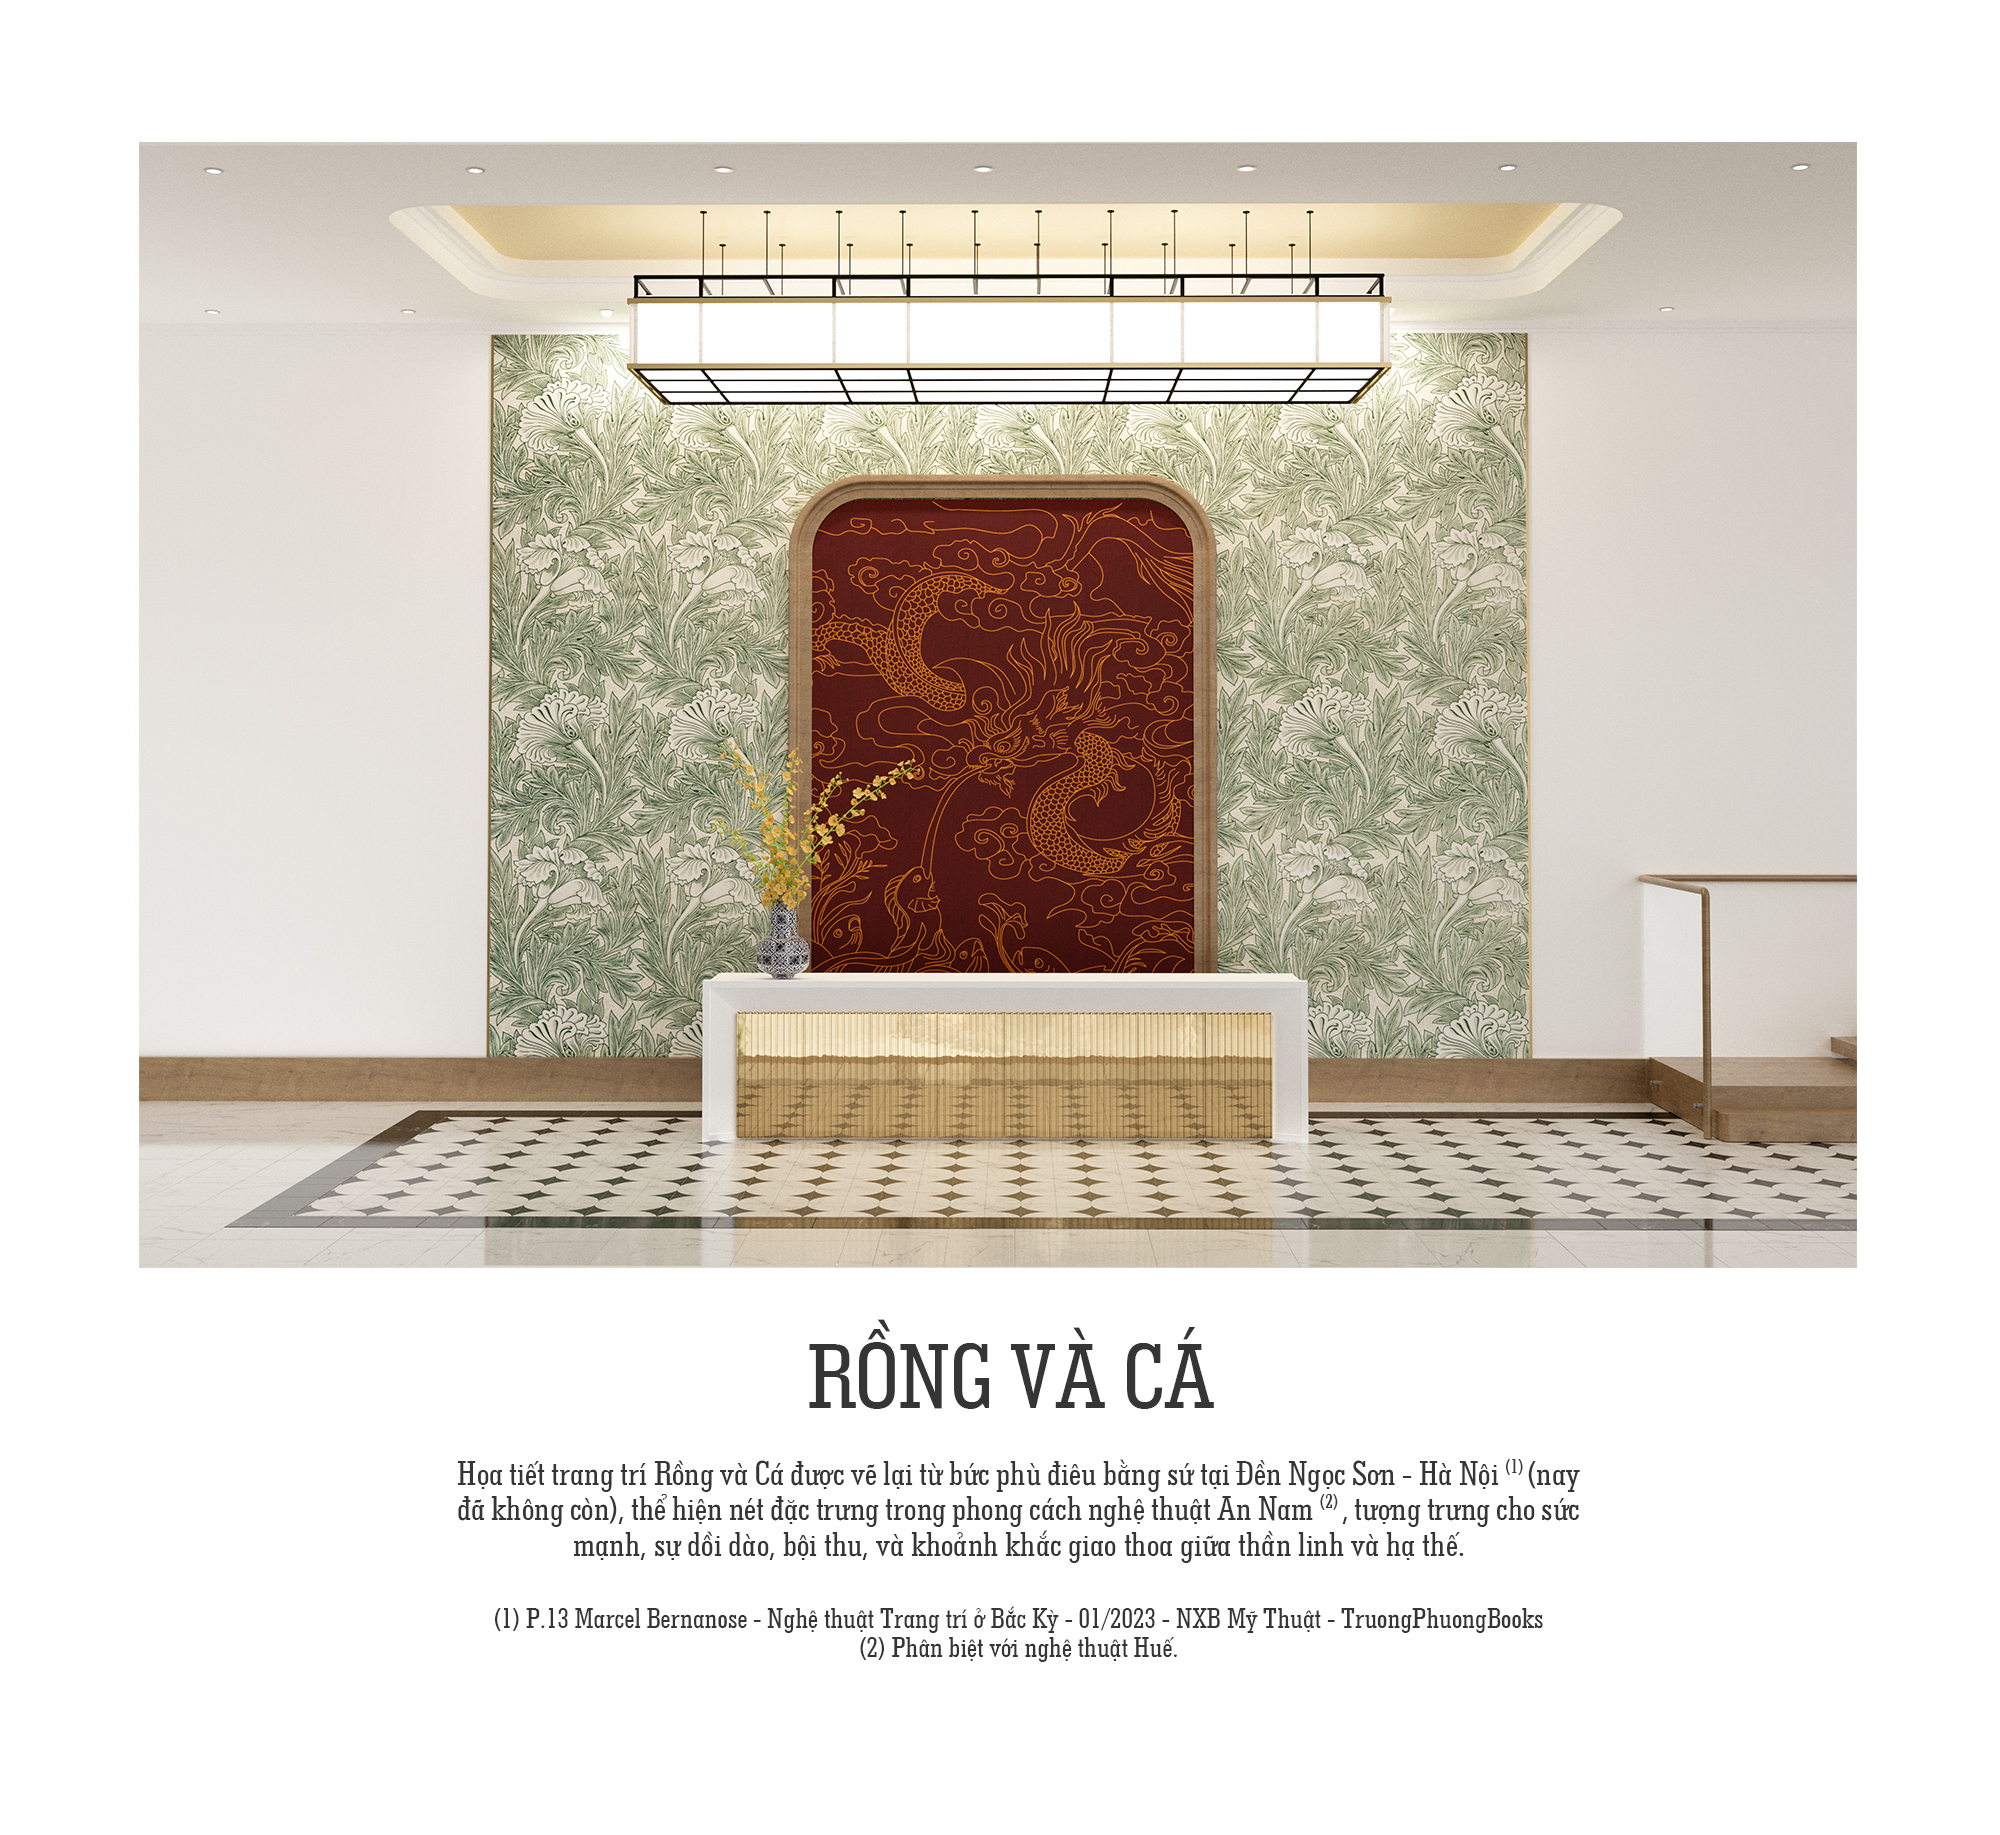 RỒNG VÀ CÁ
Họa tiết trang trí Rồng và Cá được vẽ lại từ bức phù điêu bằng sứ tại Đền Ngọc Sơn - Hà Nội (1) (nay
đã không còn), thể hiện nét đặc trưng trong phong cách nghệ thuật An Nam (2) , tượng trưng cho sức
mạnh, sự dồi dào, bội thu, và khoảnh khắc giao thoa giữa thần linh và hạ thế.
(1) P.13 Marcel Bernanose - Nghệ thuật Trang trí ở Bắc Kỳ - 01/2023 - NXB Mỹ Thuật - TruongPhuongBooks
(2) Phân biệt với nghệ thuật Huế.